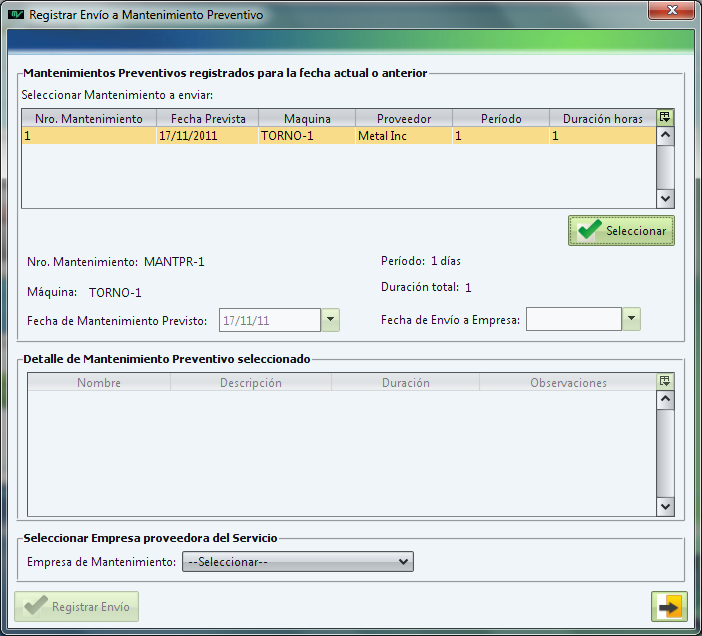 Registrar Envío a Mantenimiento Preventivo
Mantenimientos Preventivos registrados para la fecha actual o anterior
Seleccionar Mantenimiento a enviar:
Nro. Mantenimiento Fecha Prevista Maquina Proveedor Período Duración horas
1 17/11/2011 TORNO-1 Metal Inc 1 1
Seleccionar
Nro. Mantenimiento: MANTPR-1 Período: 1 días
Máquina: TORNO-1 Duración total: 1
Fecha de Mantenimiento Previsto: 17/11/11 Fecha de Envío a Empresa:
Detalle de Mantenimiento Preventivo seleccionado
Nombre Descripción Duración Observaciones
Seleccionar Empresa proveedora del Servicio
Empresa de Mantenimiento: --Seleccionar--
Registrar Envío